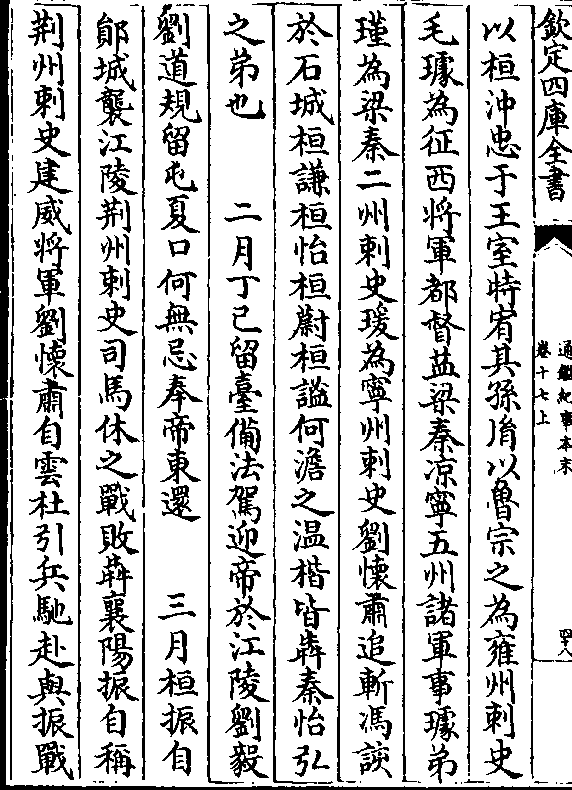 欽定四庫全書
通鑑紀事本末
卷十七上
四十八
以桓沖忠于王室特宥其孫𦙍以魯宗之為雍州刺史
毛璩為征西將軍都督益梁秦凉寧五州諸軍事璩弟
瑾為梁秦二州刺史瑗為寧州刺史劉懷肅追斬馮該
於石城桓謙桓怡桓蔚桓謐何澹之温楷皆犇秦怡弘
之弟也　二月丁巳留臺備法駕迎帝於江陵劉毅
劉道規留屯夏口何無忌奉帝東還　三月桓振自
鄖城襲江陵荆州刺史司馬休之戰敗犇襄陽振自稱
荆州刺史建威將軍劉懷肅自雲杜引兵馳赴與振戰